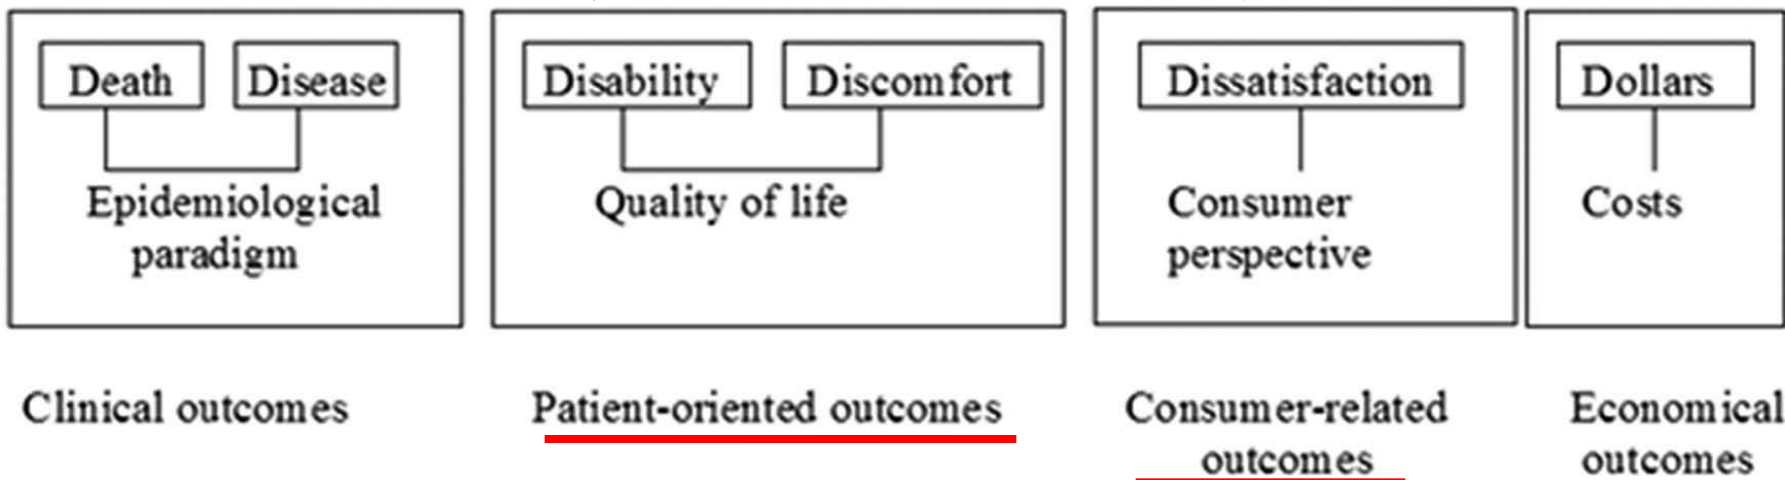 Death Disease
Epidemiological
paradigm
Disability Discomfort
Quality of life
Dissatisfaction
Consumer
perspective
Dollars
Costs
Clinical outcomes
Patient-oriented outcomes
Consumer-related
outcomes
Economical
outcomes